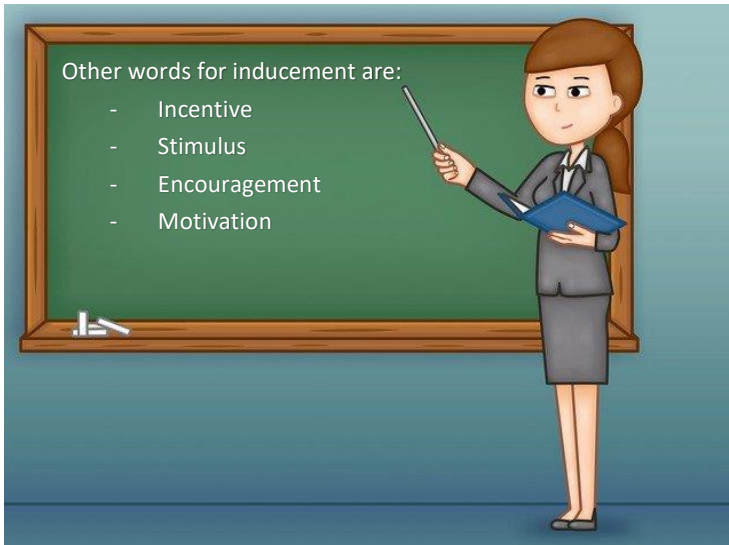 Other words for inducement are:
- Incentive
- Stimulus
- Encouragement
- Motivation